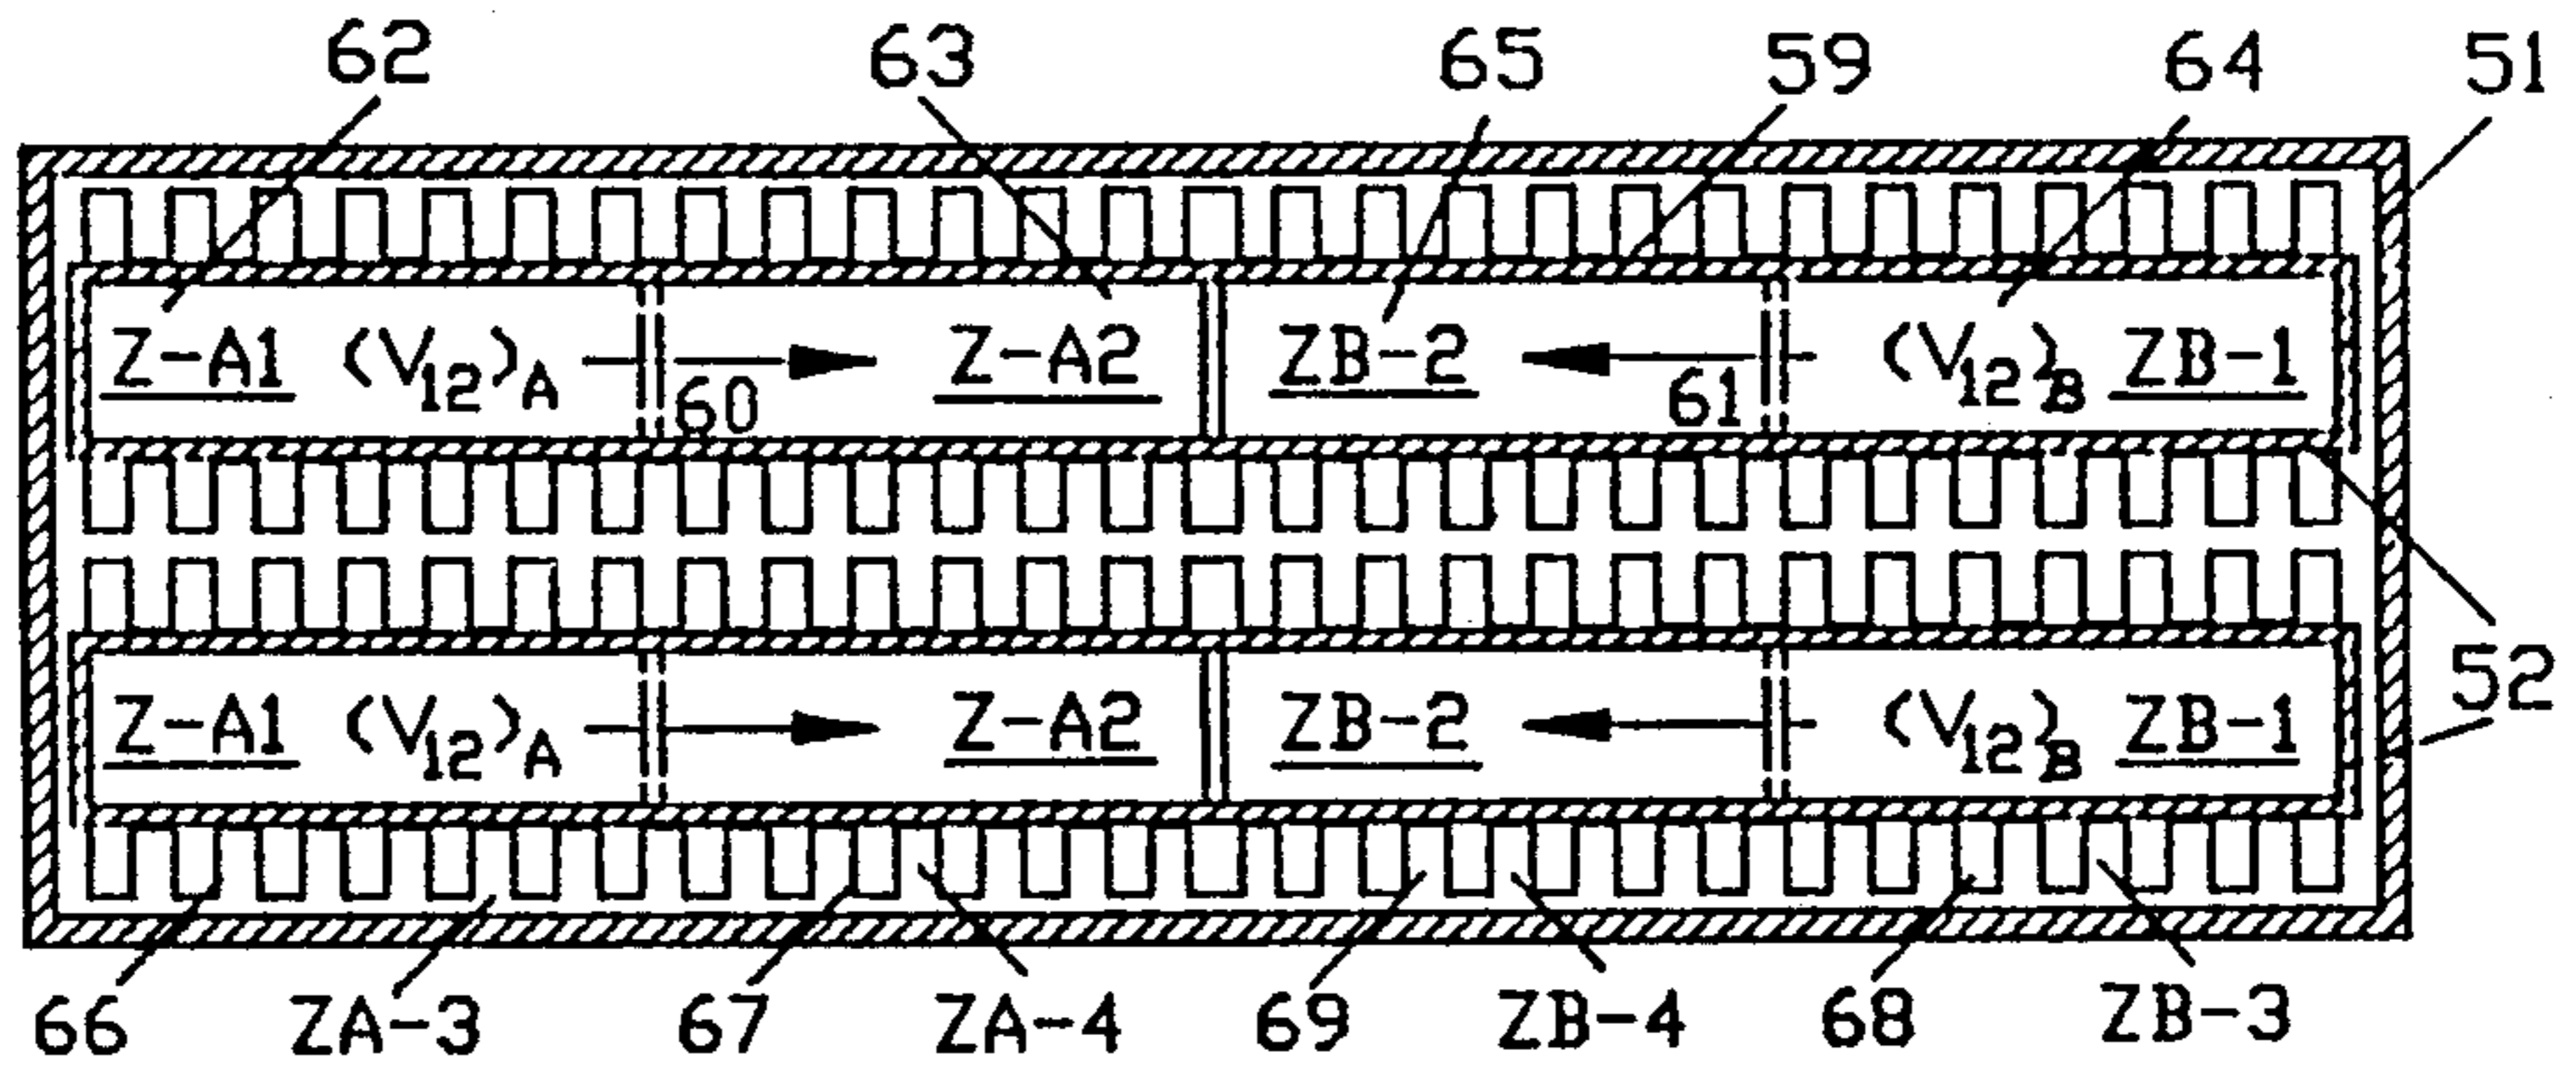 62 63 65 59 64 51
Z-A1 (V12)A Z-A2 ZB-2 (V12)B ZB-1
60 61
Z-A1 (V12)A Z-A2 ZB-2 (V12)B ZB-1
52
66 ZA-3 67 ZA-4 69 ZB-4 68 ZB-3